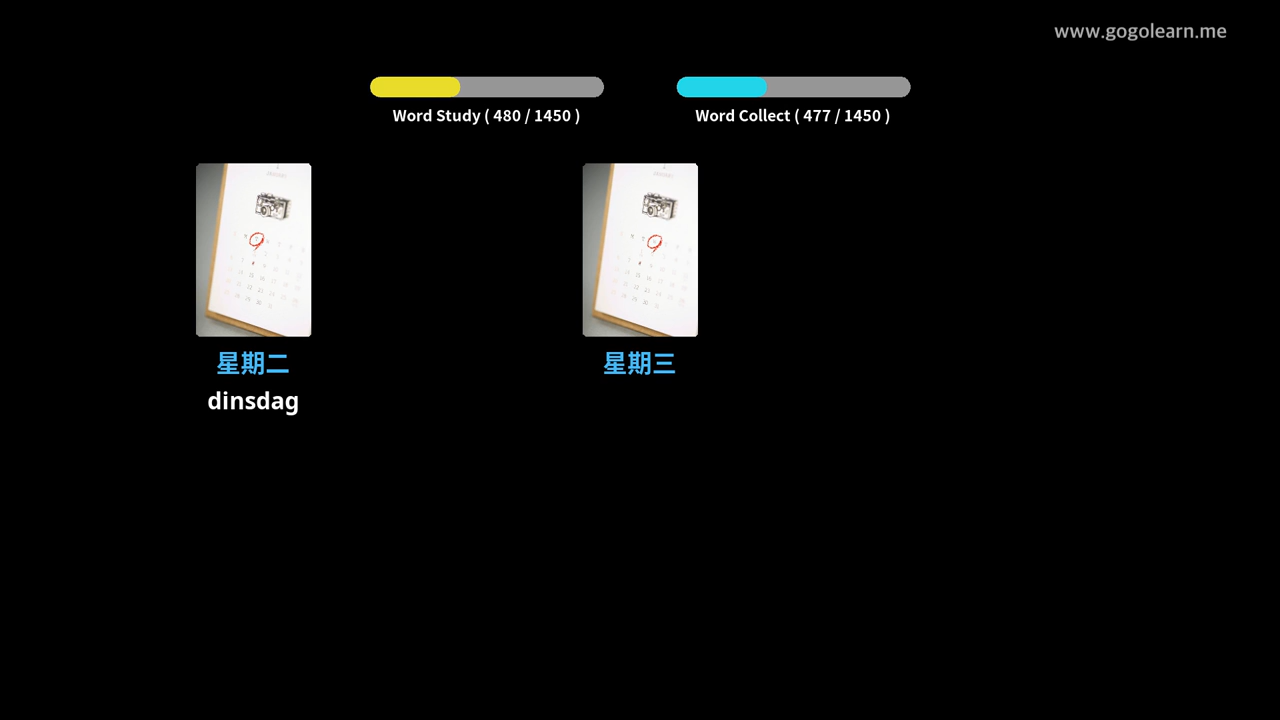 www.gogolearn.me
Word Study ( 480 / 1450 )
Word Collect ( 477 / 1450 )
星期二
星期三
dinsdag